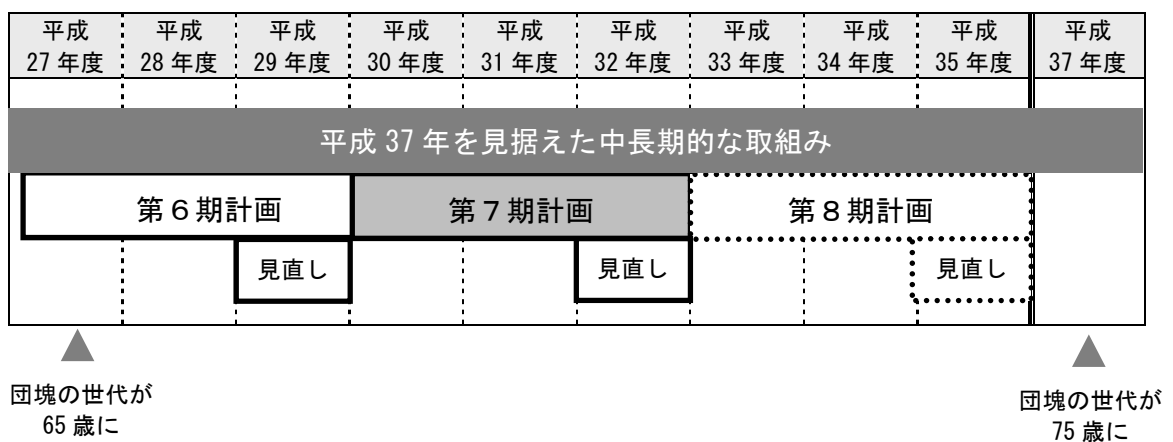 平成 平成 平成 平成 平成 平成 平成 平成 平成 平成
27年度 28年度 29年度 30年度 31年度 32年度 33年度 34年度 35年度 37年度
平成37年を見据えた中長期的な取組み
第6期計画 第7期計画 第8期計画
見直し 見直し 見直し
団塊の世代が
65歳に
団塊の世代が
75歳に